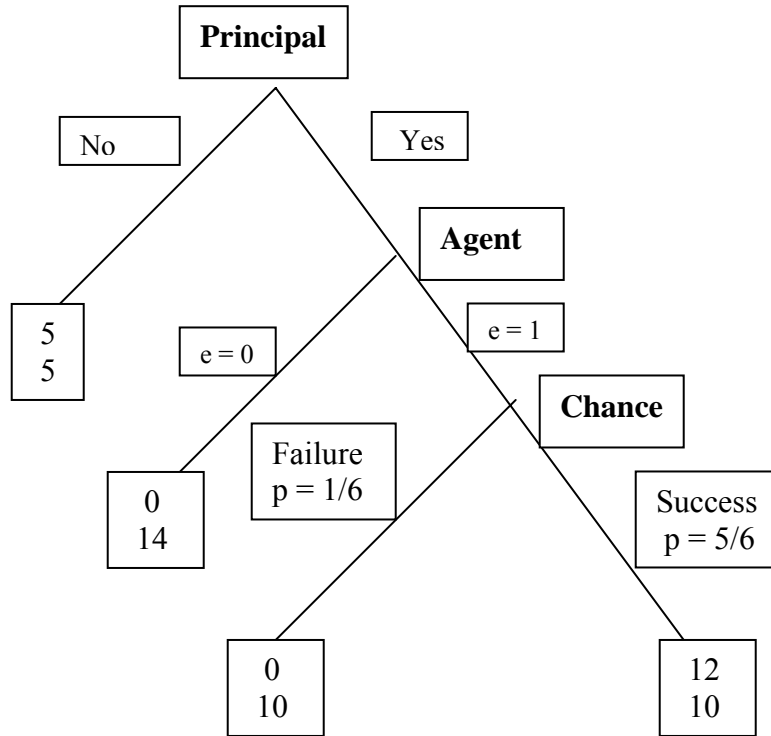 Principal
No
Yes
Agent
5
5
e = 0
e = 1
Chance
Failure
p = 1/6
0
14
Success
p = 5/6
0
10
12
10